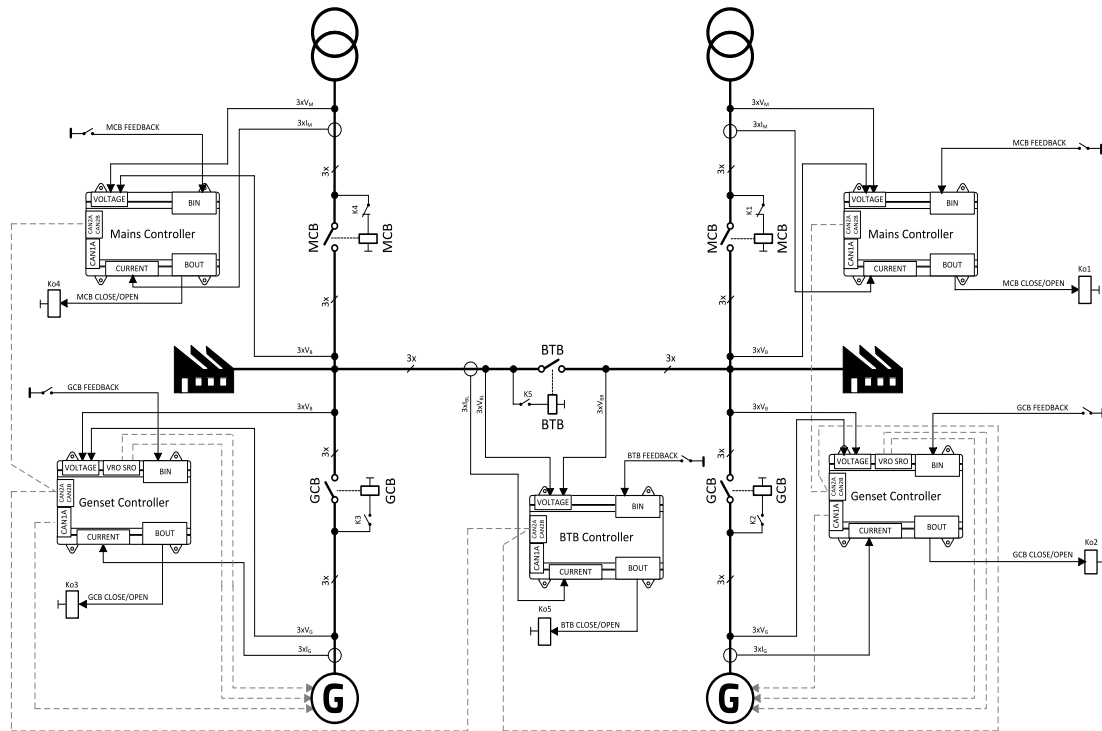 3xVM
3xVM
3xIM
3xIM
MCB FEEDBACK
MCB FEEDBACK
3x
3x
VOLTAGE
BIN
K4
K1
VOLTAGE
BIN
CAN2A
CAN2B
Mains Controller
MCB
MCB
MCB
MCB
CAN2A
CAN2B
Mains Controller
CAN1A
CURRENT
BOUT
CAN1A
CURRENT
BOUT
Ko4
MCB CLOSE/OPEN
3x
3x
MCB CLOSE/OPEN
Ko1
3xVB
3x
BTB
3x
3xVB
GCB FEEDBACK
3xIBL
3xVBL
K5
BTB
3xVBR
GCB FEEDBACK
3xVB
3xVB
3x
3x
VOLTAGE
VRO SRO
BIN
BTB FEEDBACK
VOLTAGE
VRO SRO
BIN
CAN2A
CAN2B
Genset Controller
GCB
GCB
GCB
GCB
CAN2A
CAN2B
Genset Controller
CAN1A
CURRENT
BOUT
K3
VOLTAGE
BIN
K2
CAN1A
CURRENT
BOUT
CAN2A
CAN2B
BTB Controller
CAN1A
CURRENT
BOUT
GCB CLOSE/OPEN
Ko2
Ko3
GCB CLOSE/OPEN
3x
3x
Ko5
BTB CLOSE/OPEN
3xVG
3xVG
3xIG
3xIG
G
G